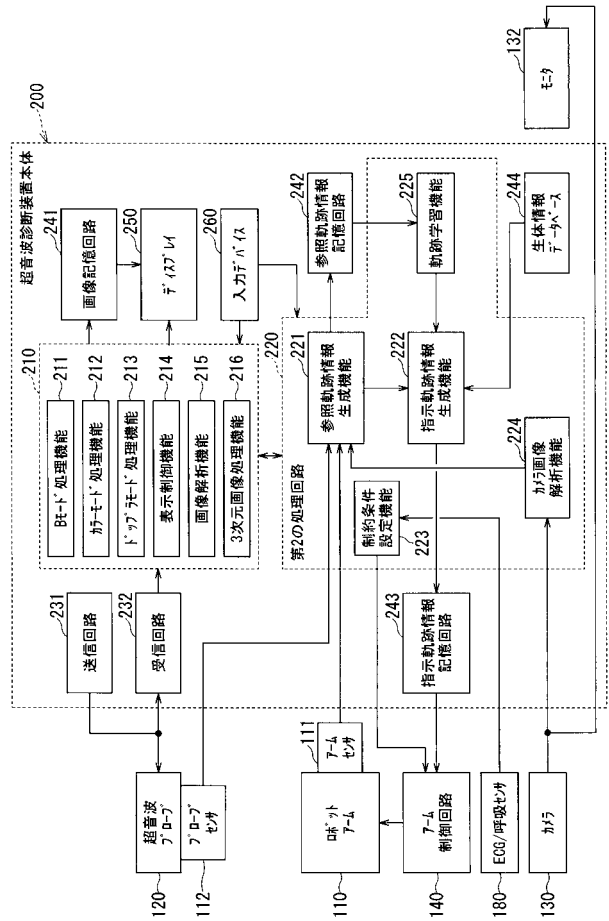 超音波診断装置本体
200
210
Bモード処理機能
211
カラーモード処理機能
212
ドップラモード処理機能
213
表示制御機能
214
画像解析機能
215
3次元画像処理機能
216
画像記憶回路
241
ディスプレイ
250
入力デバイス
260
送信回路
231
受信回路
232
超音波
プローブ
120
プローブ
センサ
112
第2の処理回路
220
参照軌跡情報
生成機能
221
指示軌跡情報
生成機能
222
制約条件
設定機能
223
カメラ画像
解析機能
224
軌跡学習機能
225
参照軌跡情報
記憶回路
242
指示軌跡情報
記憶回路
243
生体情報
データベース
244
ロボット
アーム
110
アーム
センサ
111
アーム
制御回路
140
ECG/呼吸センサ
180
カメラ
130
モニタ
132